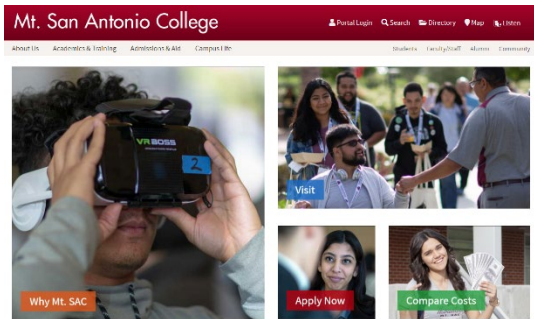 Mt. San Antonio College
Portal Login Search Directory Map Listen
About Us Academics & Training Admissions & Aid Campus Life
Students Faculty/Staff Alumni Community
VR BOSS
2
Visit
Why Mt. SAC
Apply Now
Compare Costs